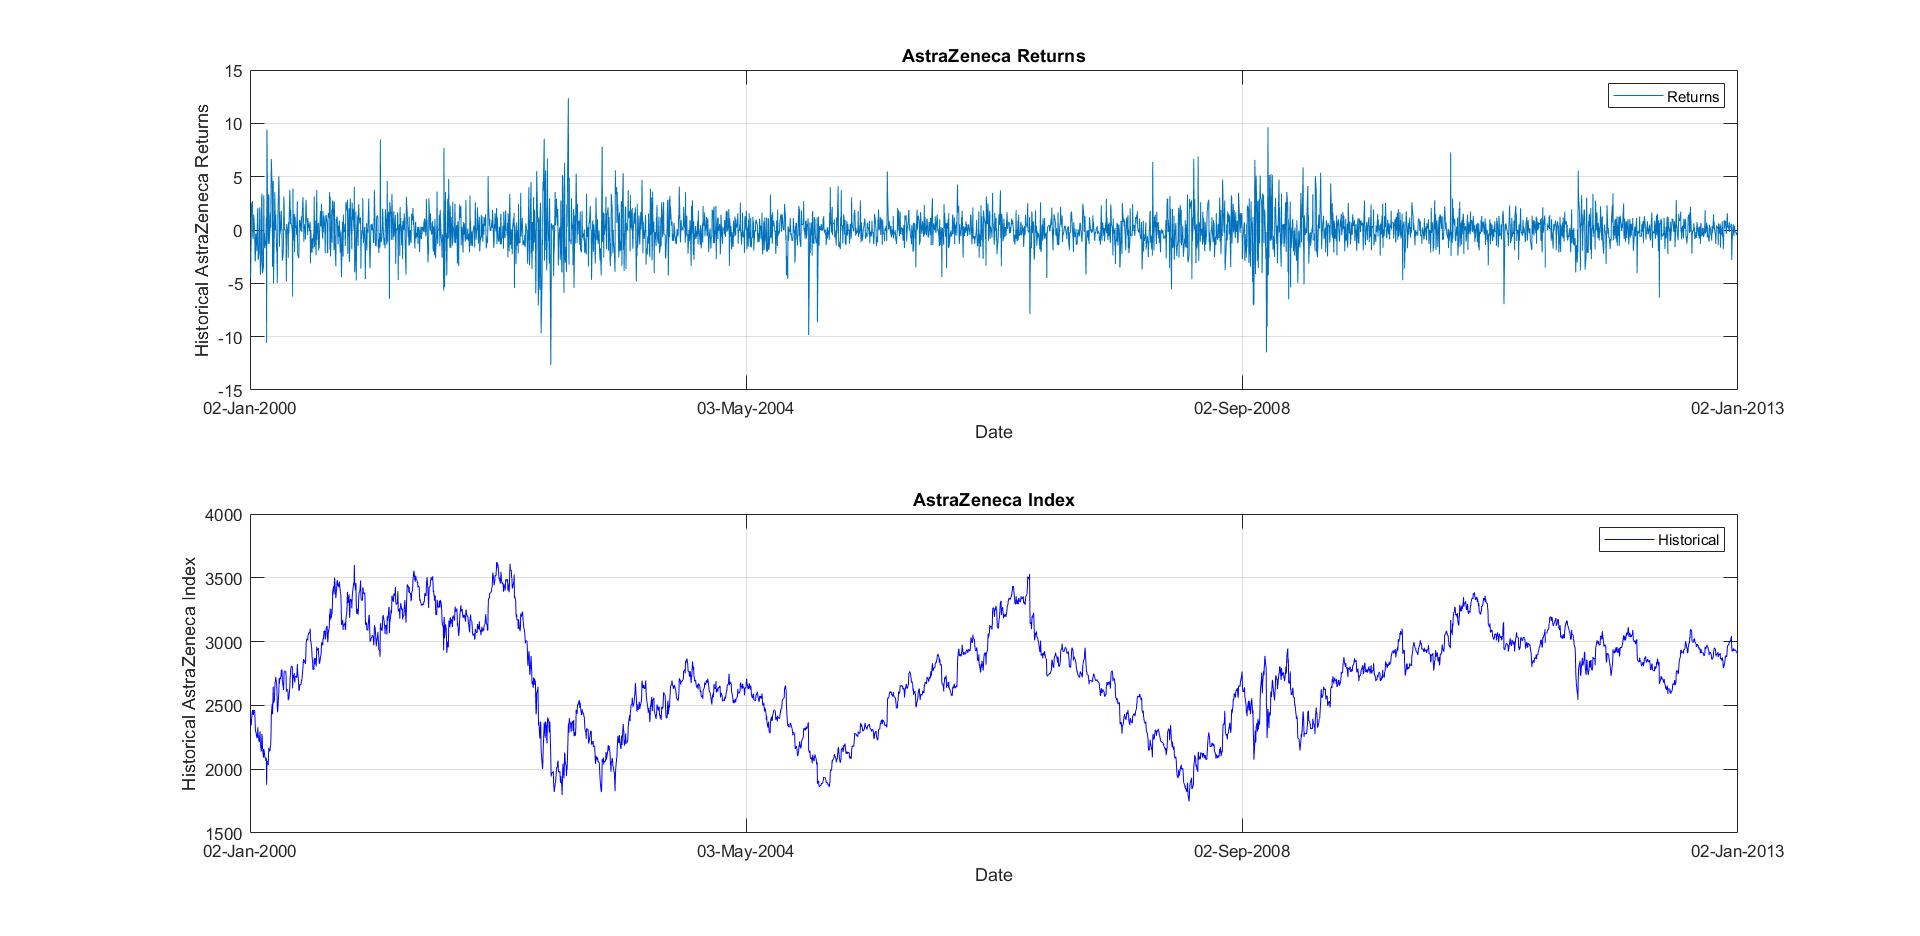 AstraZeneca Returns
Historical AstraZeneca Returns
15
10
5
0
-5
-10
-15
Returns
02-Jan-2000 03-May-2004 02-Sep-2008 02-Jan-2013
Date
AstraZeneca Index
Historical AstraZeneca Index
4000
3500
3000
2500
2000
1500
Historical
02-Jan-2000 03-May-2004 02-Sep-2008 02-Jan-2013
Date